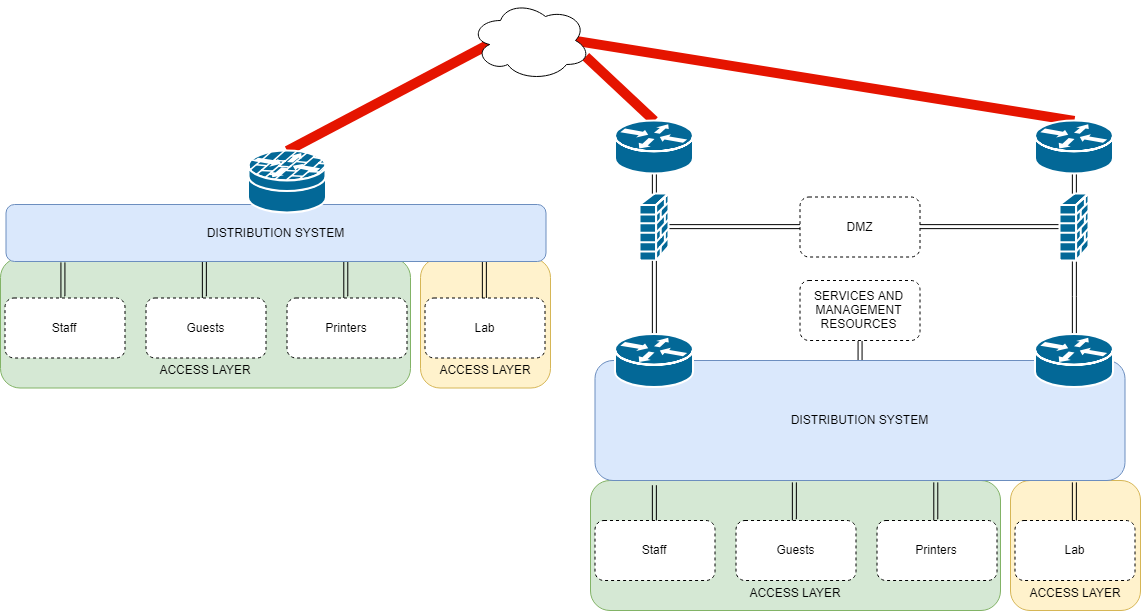 DISTRIBUTION SYSTEM
Staff
Guests
Printers
Lab
ACCESS LAYER
ACCESS LAYER
DMZ
SERVICES AND
MANAGEMENT
RESOURCES
DISTRIBUTION SYSTEM
Staff
Guests
Printers
Lab
ACCESS LAYER
ACCESS LAYER